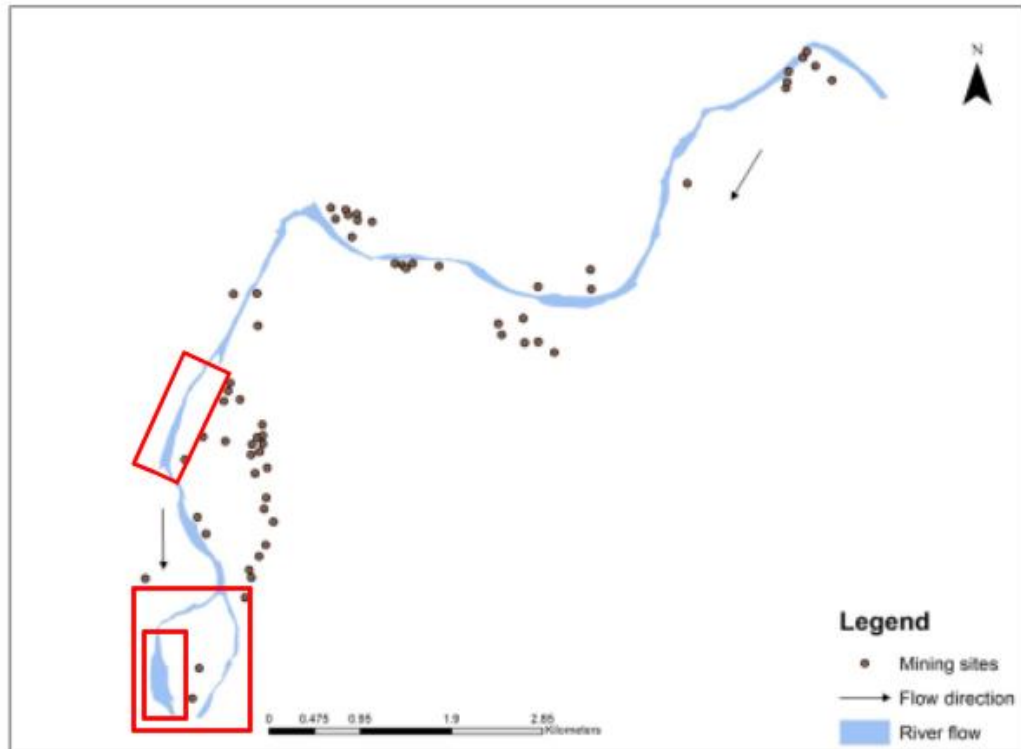 N
Legend
Mining sites
Flow direction
River flow
0 0.475 0.95 1.9 2.85
Kilometers